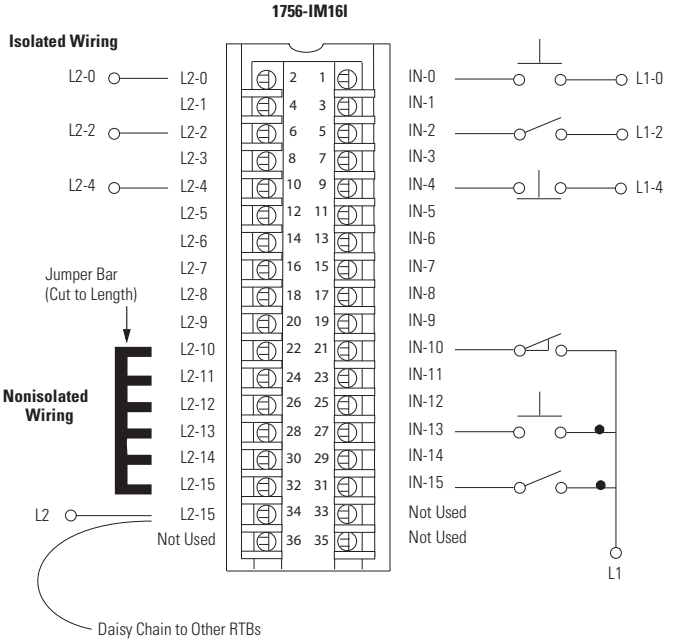 1756-IM16I
Isolated Wiring
L2-0 L2-0 2 1 IN-0 L1-0
L2-1 4 3 IN-1
L2-2 L2-2 6 5 IN-2 L1-2
L2-3 8 7 IN-3
L2-4 L2-4 10 9 IN-4 L1-4
L2-5 12 11 IN-5
L2-6 14 13 IN-6
L2-7 16 15 IN-7
Jumper Bar
(Cut to Length)
L2-8 18 17 IN-8
L2-9 20 19 IN-9
L2-10 22 21 IN-10
L2-11 24 23 IN-11
Nonisolated
Wiring
L2-12 26 25 IN-12
L2-13 28 27 IN-13
L2-14 30 29 IN-14
L2-15 32 31 IN-15
L2 L2-15 34 33 Not Used
Not Used 36 35 Not Used
L1
Daisy Chain to Other RTBs